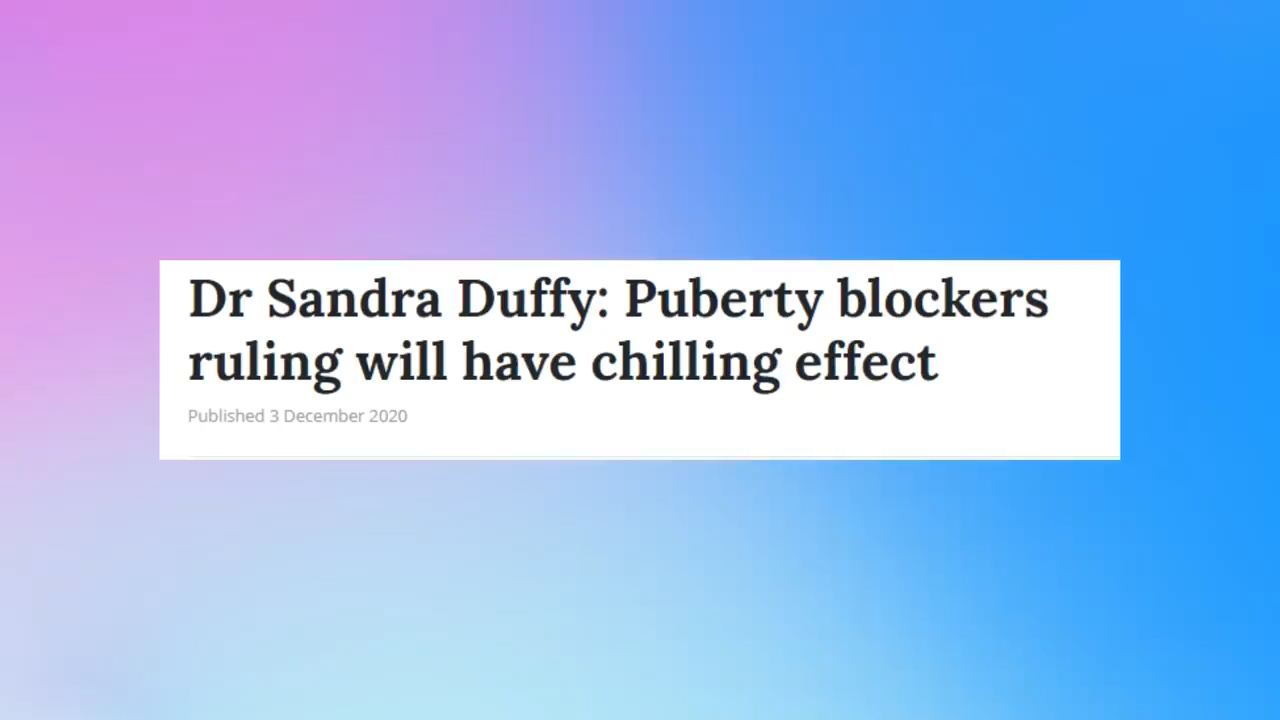 Dr Sandra Duffy: Puberty blockers
ruling will have chilling effect
Published 3 December 2020